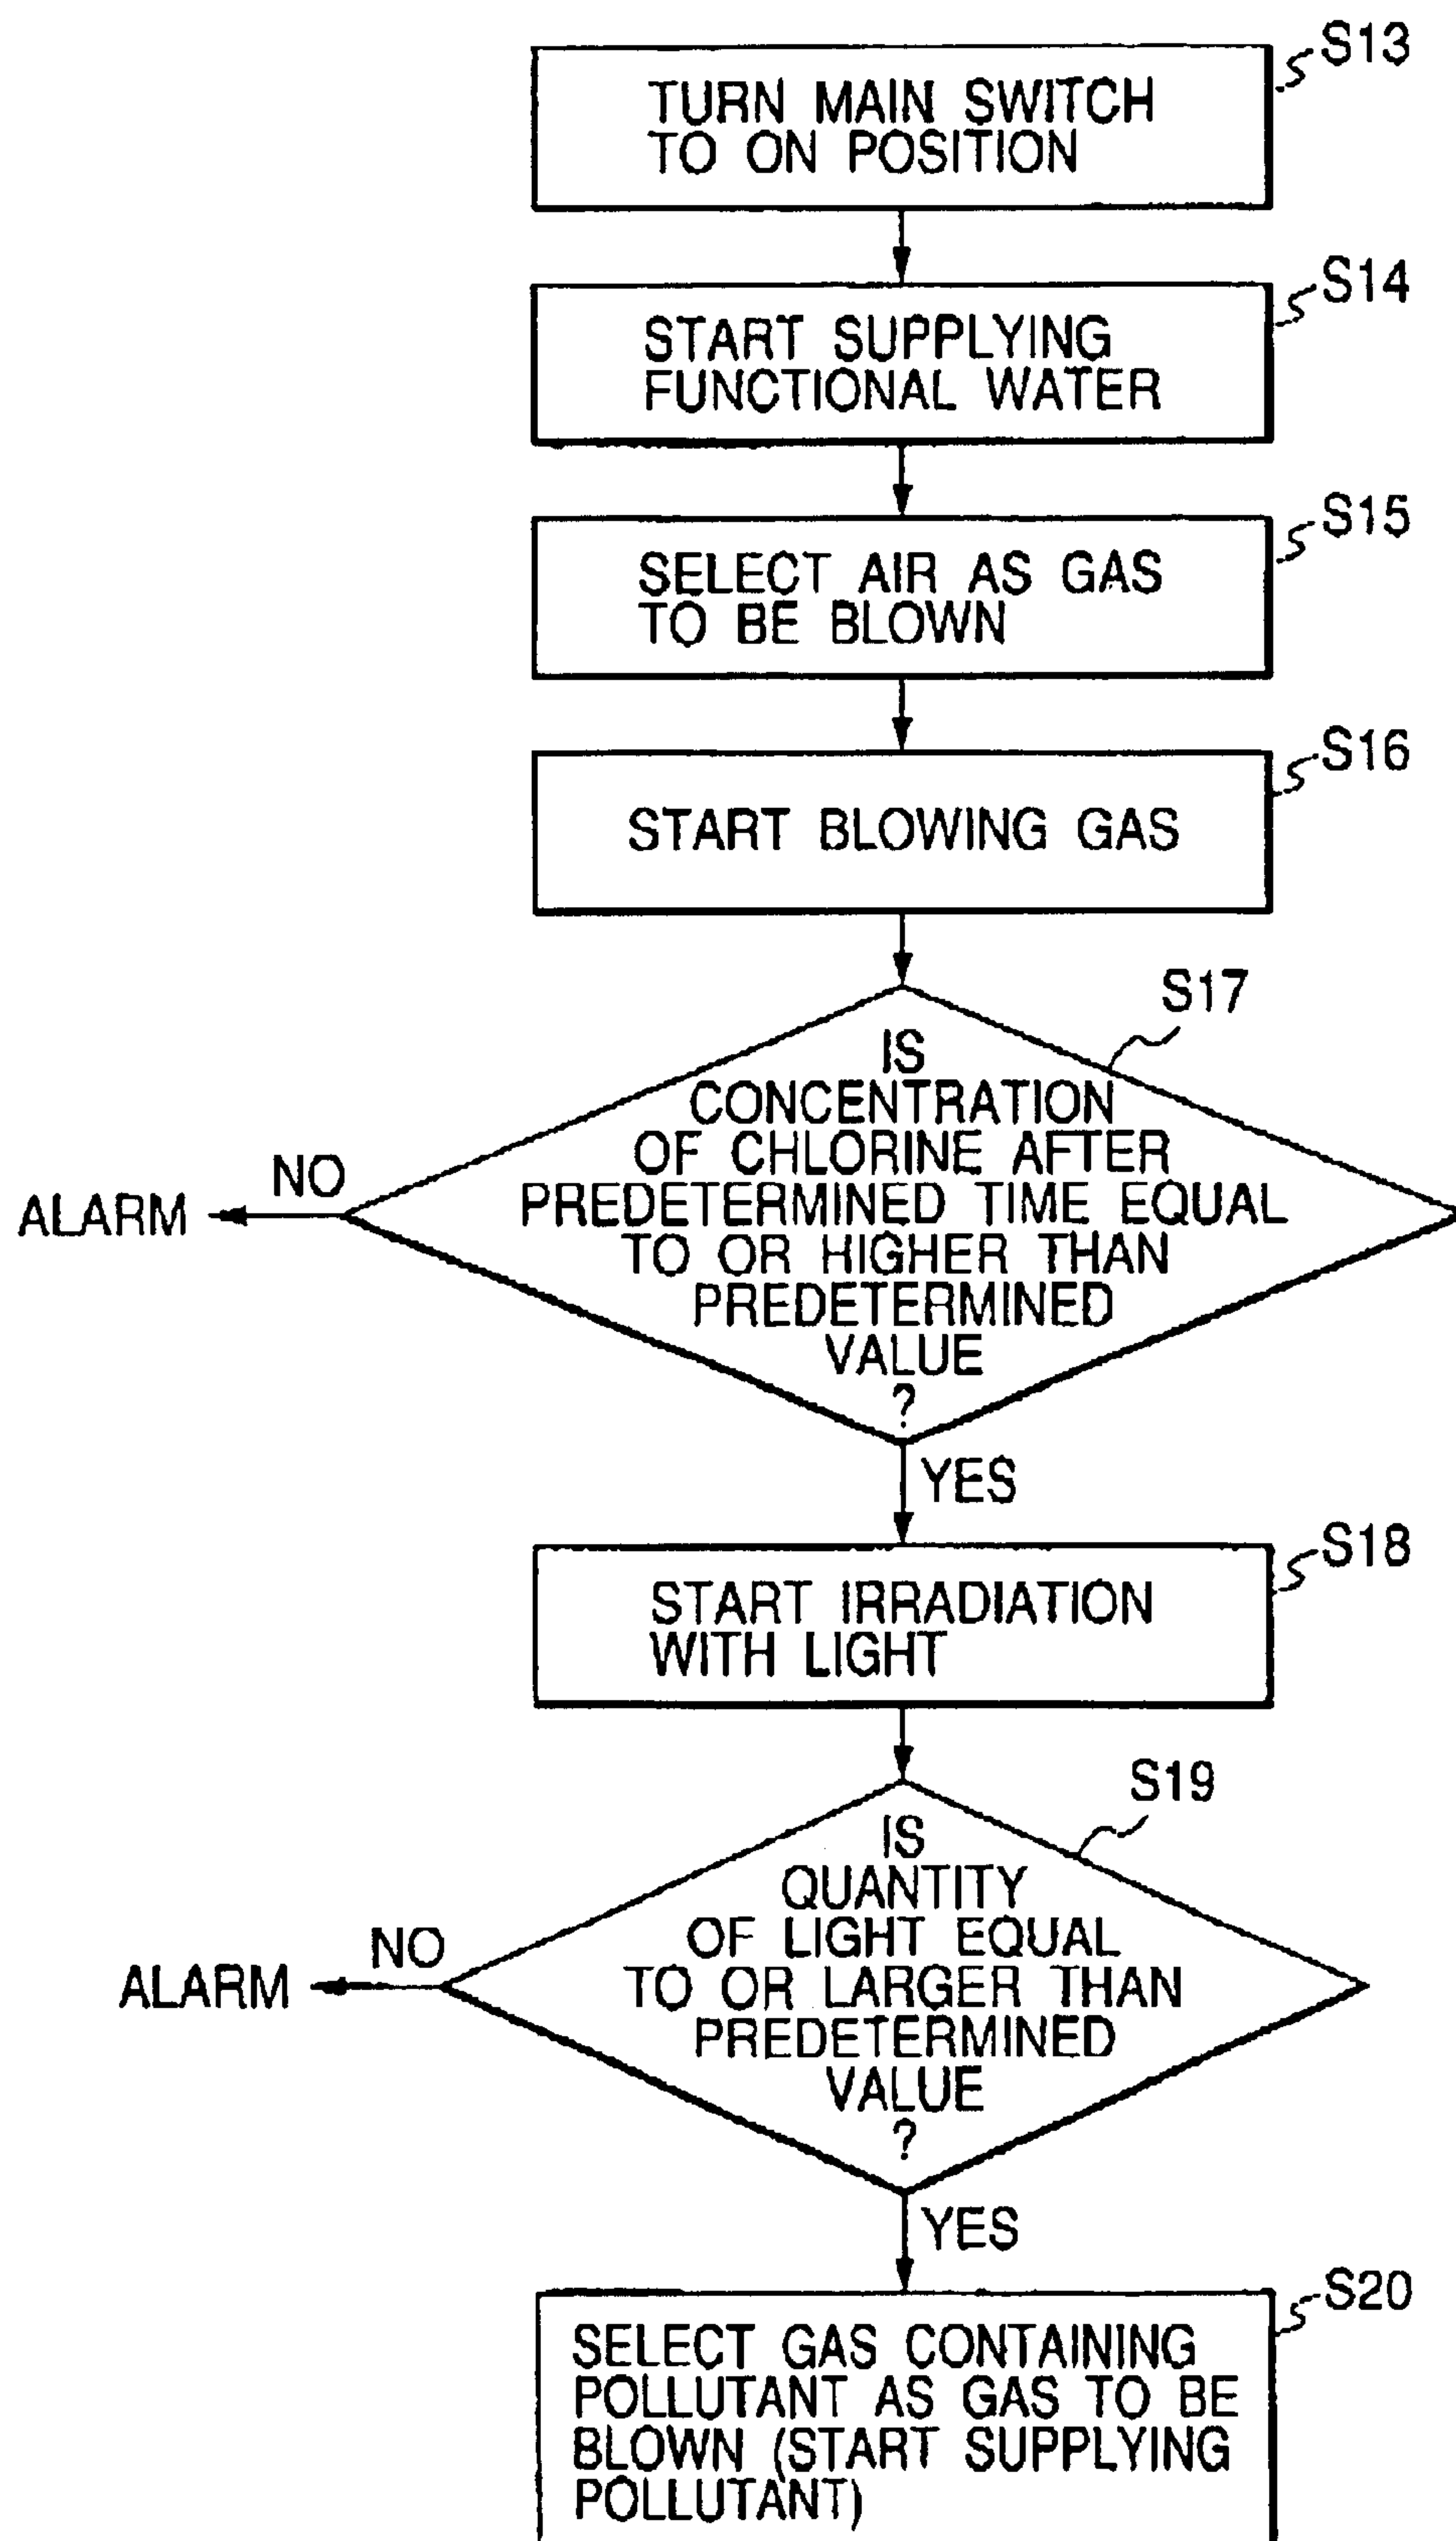 S13
TURN MAIN SWITCH
TO ON POSITION
S14
START SUPPLYING
FUNCTIONAL WATER
S15
SELECT AIR AS GAS
TO BE BLOWN
S16
START BLOWING GAS
S17
IS
CONCENTRATION
OF CHLORINE AFTER
PREDETERMINED TIME EQUAL
TO OR HIGHER THAN
PREDETERMINED
VALUE
?
NO
ALARM
YES
S18
START IRRADIATION
WITH LIGHT
S19
IS
QUANTITY
OF LIGHT EQUAL
TO OR LARGER THAN
PREDETERMINED
VALUE
?
NO
ALARM
YES
S20
SELECT GAS CONTAINING
POLLUTANT AS GAS TO BE
BLOWN (START SUPPLYING
POLLUTANT)